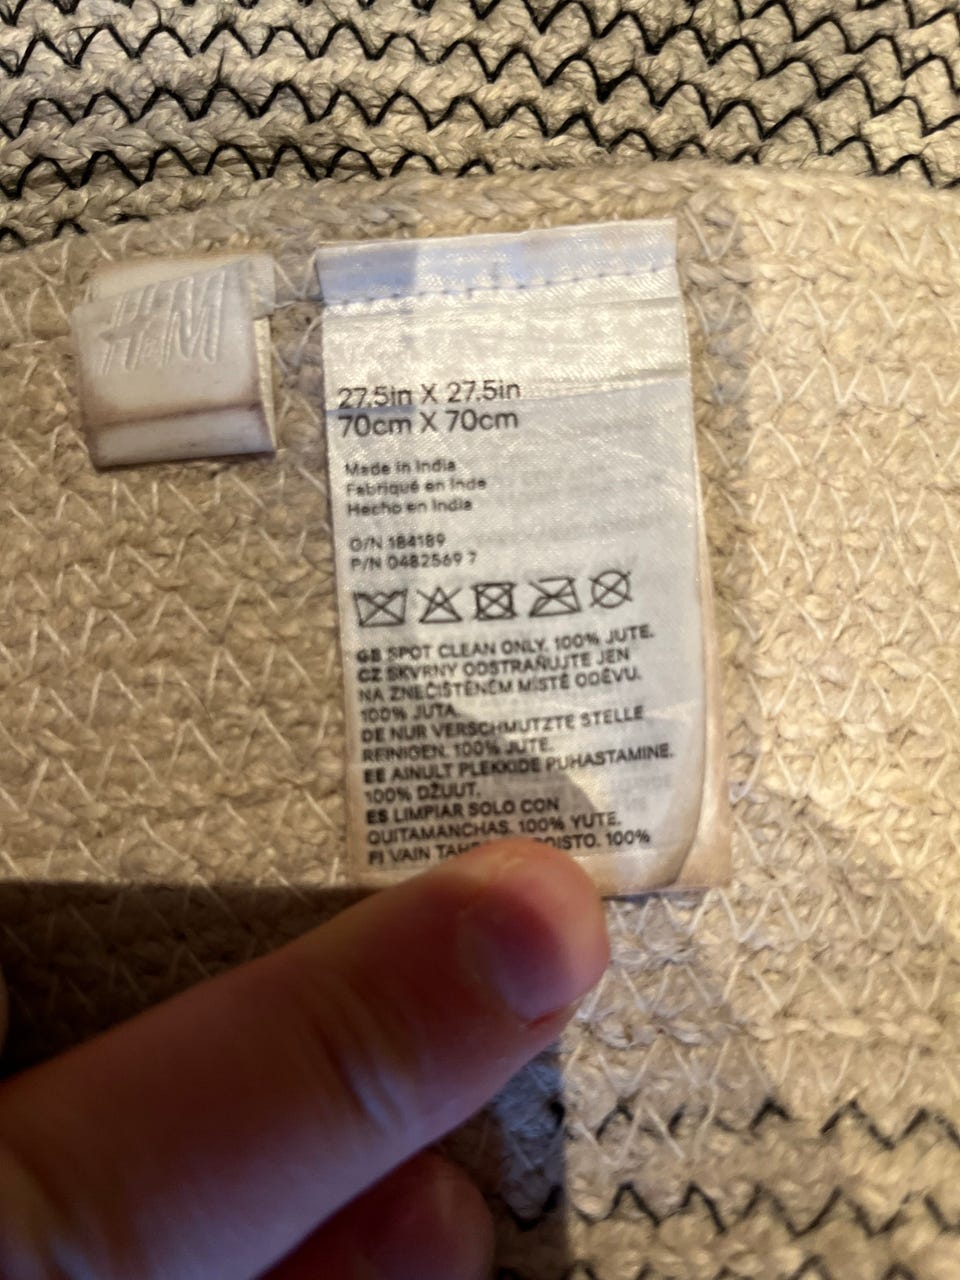 H&M
27.5in X 27.5in
70cm X 70cm
Made in India
Fabriqué en Inde
Hecho en India
O/N 184189
P/N 0482569 7
GB SPOT CLEAN ONLY. 100% JUTE.
CZ SKVRNY ODSTRAŇUJTE JEN
NA ZNEČIŠTĚNÉM MÍSTĚ ODĚVU.
100% JUTA.
DE NUR VERSCHMUTZTE STELLE
REINIGEN. 100% JUTE.
EE AINULT PLEKKIDE PUHASTAMINE.
100% DŽUUT.
ES LIMPIAR SOLO CON
QUITAMANCHAS. 100% YUTE.
FI VAIN 100%